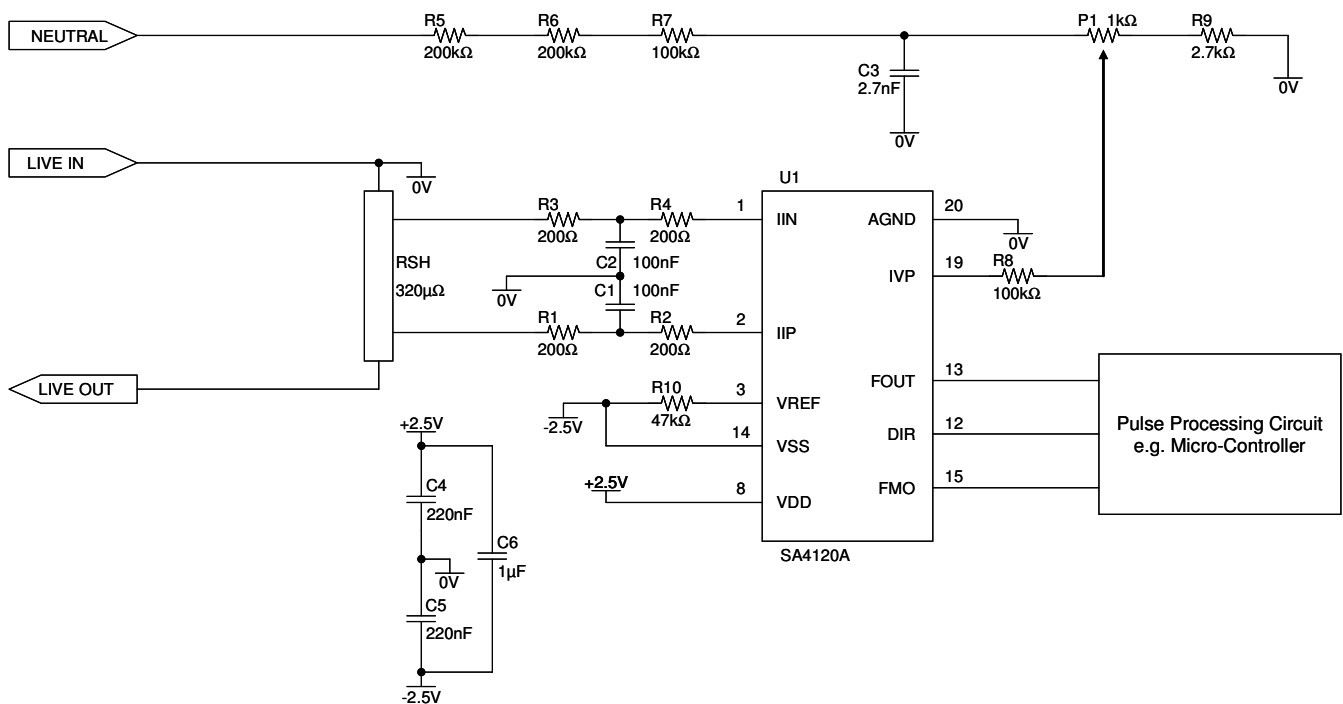 NEUTRAL
R5
200kΩ
R6
200kΩ
R7
100kΩ
C3
2.7nF
0V
P1 1kΩ
R9
2.7kΩ
0V
LIVE IN
0V
RSH
320µΩ
LIVE OUT
R3
200Ω
R4
200Ω
C2 100nF
0V
C1 100nF
R1
200Ω
R2
200Ω
R10
47kΩ
-2.5V
+2.5V
U1
1
IIN
2
IIP
3
VREF
14
VSS
8
VDD
AGND
20
0V
IVP
19
R8
100kΩ
FOUT
13
DIR
12
FMO
15
SA4120A
Pulse Processing Circuit
e.g. Micro-Controller
+2.5V
C4
220nF
0V
C5
220nF
C6
1µF
-2.5V